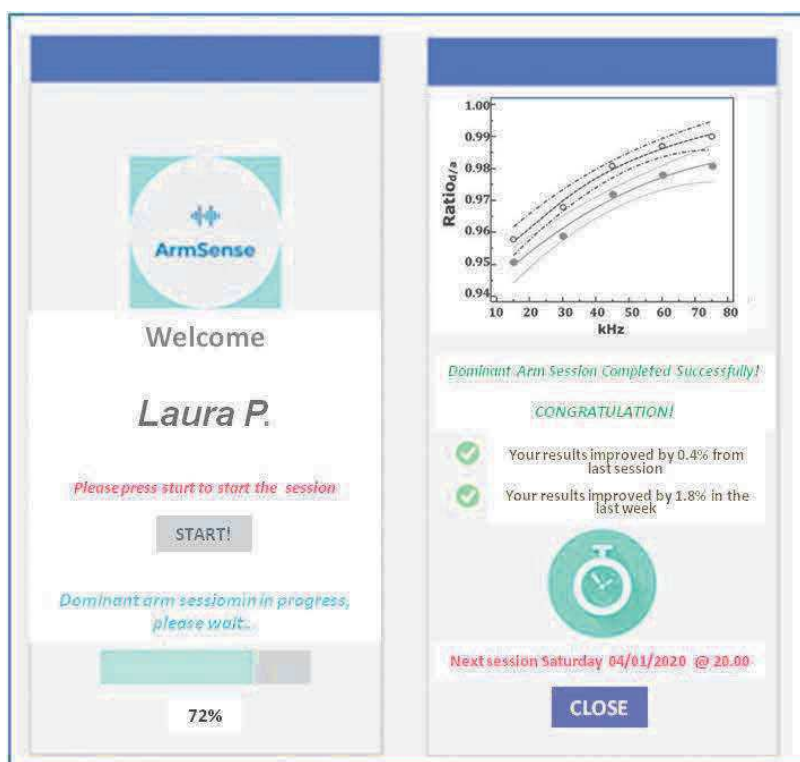 ArmSense
Welcome
Laura P.
Please press start to start the session
START!
Dominant arm sessiomin in progress,
please wait..
72%
1.00
0.99
0.98
0.97
0.96
0.95
0.94
Ratiod/a
10 20 30 40 50 60 70 80
kHz
Dominant Arm Session Completed Successfully!
CONGRATULATION!
Your results improved by 0.4% from
last session
Your results improved by 1.8% in the
last week
Next session Saturday 04/01/2020 @ 20.00
CLOSE